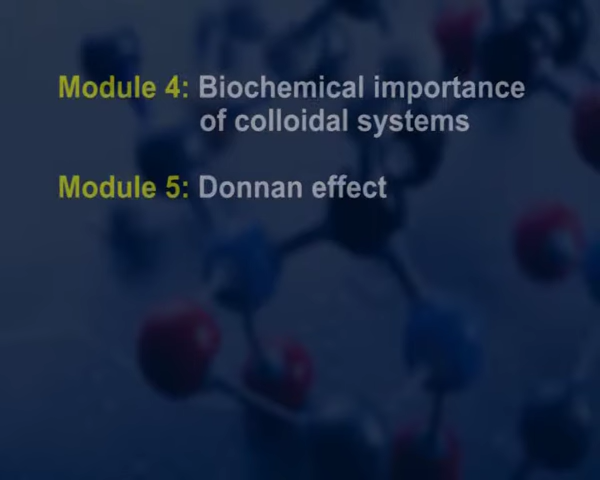 Module 4: Biochemical importance
of colloidal systems
Module 5: Donnan effect